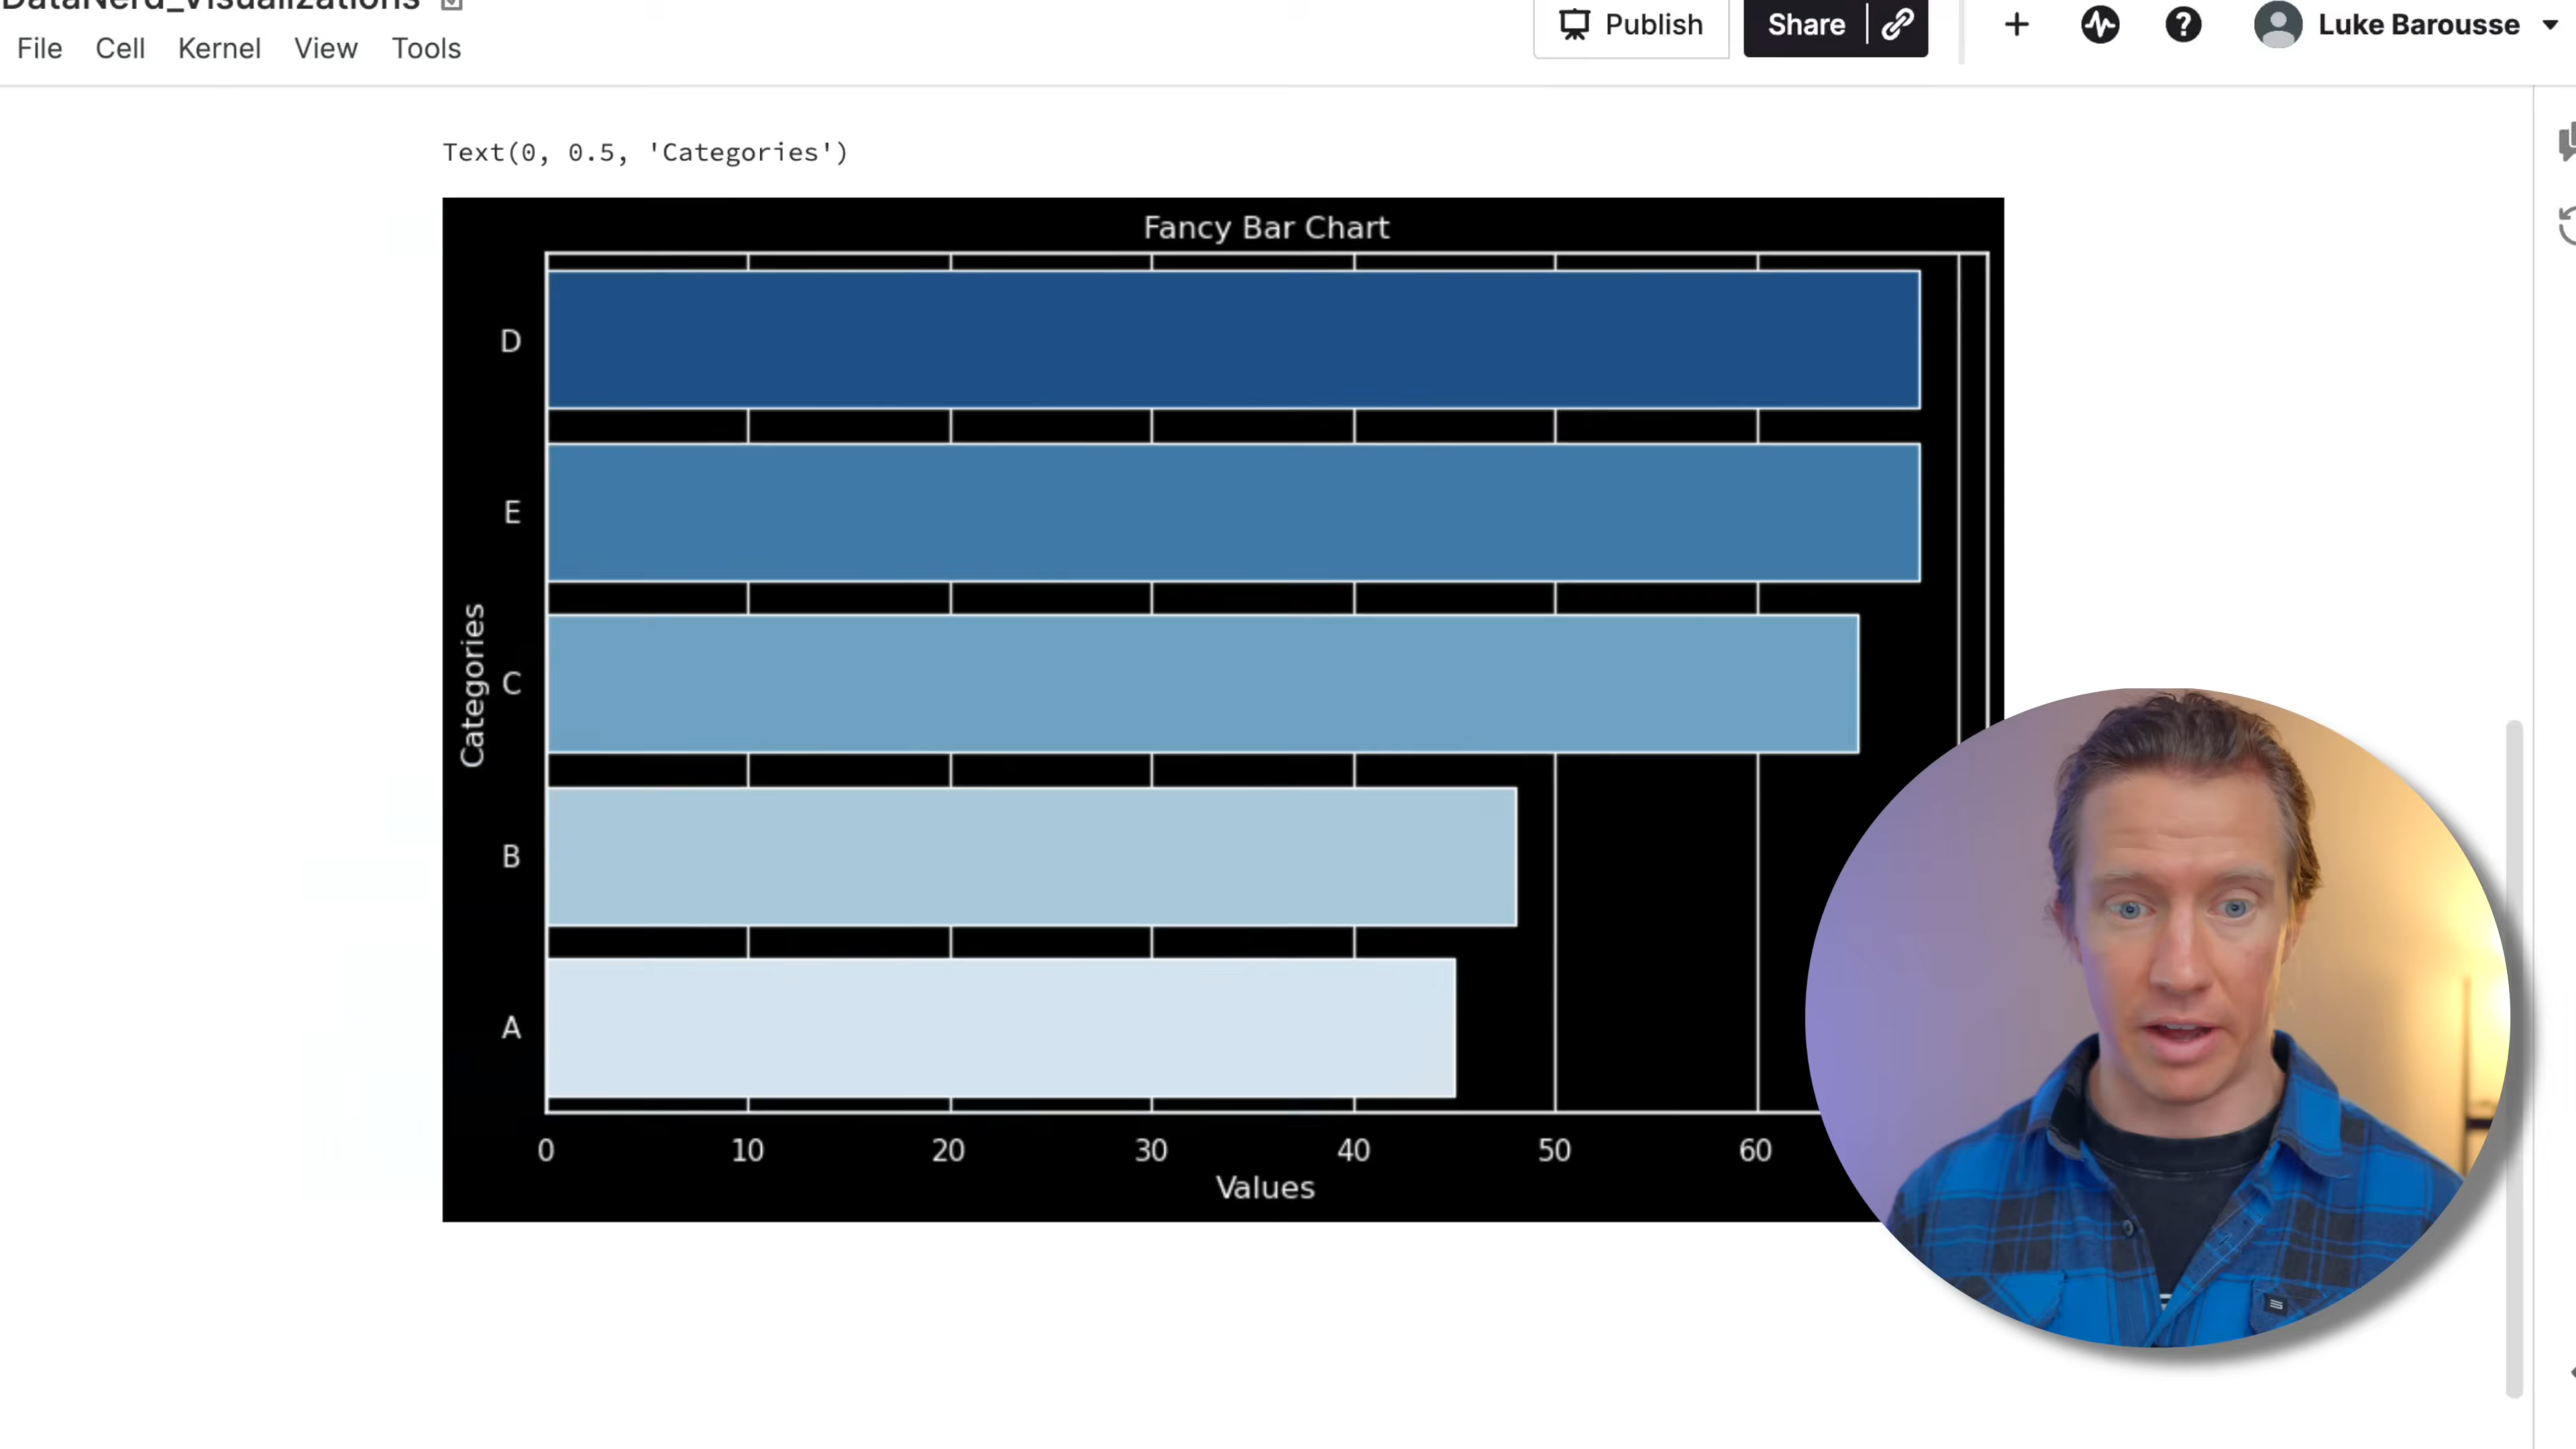 DataNerd_Visualizations
File Cell Kernel View Tools
Publish
Share
Luke Barousse
Text(0, 0.5, 'Categories')
Fancy Bar Chart
D
E
C
B
A
Categories
0 10 20 30 40 50 60
Values